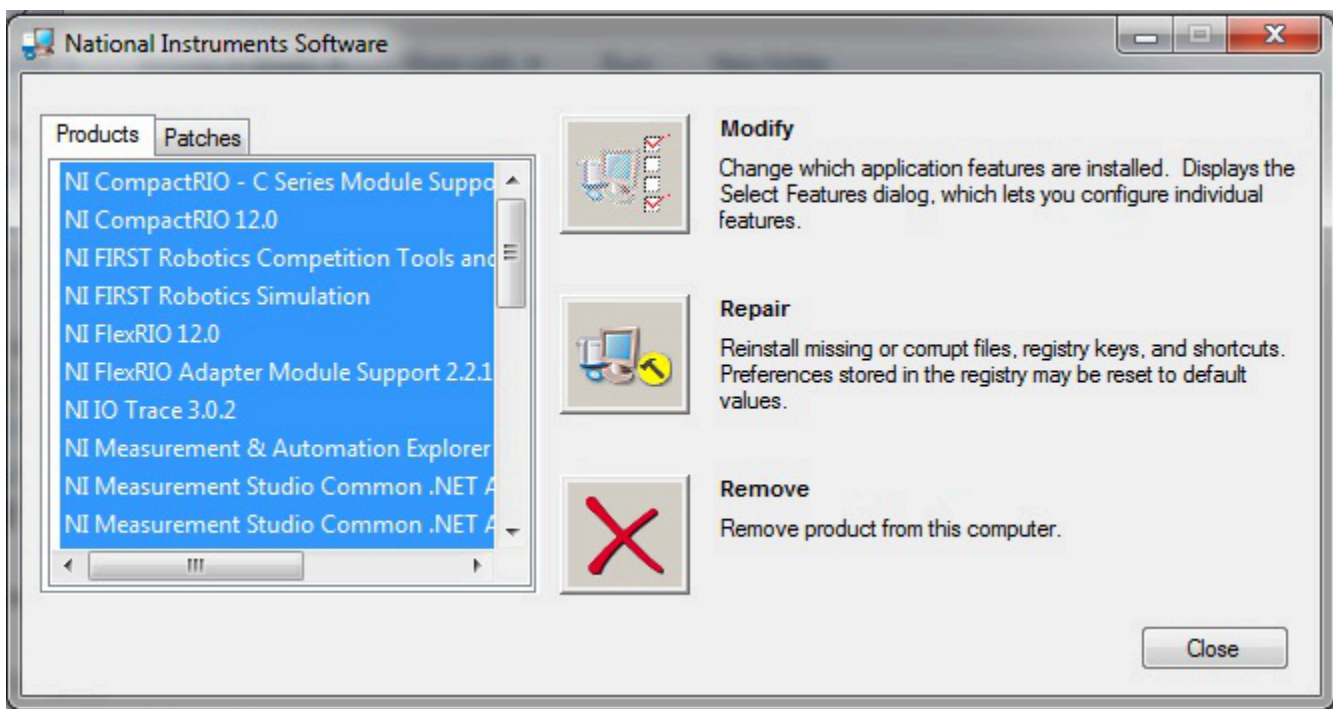 National Instruments Software
Products
Patches
NI CompactRIO - C Series Module Suppo
NI CompactRIO 12.0
NI FIRST Robotics Competition Tools and
NI FIRST Robotics Simulation
NI FlexRIO 12.0
NI FlexRIO Adapter Module Support 2.2.1
NI IO Trace 3.0.2
NI Measurement & Automation Explorer
NI Measurement Studio Common .NET A
NI Measurement Studio Common .NET A
Modify
Change which application features are installed. Displays the
Select Features dialog, which lets you configure individual
features.
Repair
Reinstall missing or corrupt files, registry keys, and shortcuts.
Preferences stored in the registry may be reset to default
values.
Remove
Remove product from this computer.
Close